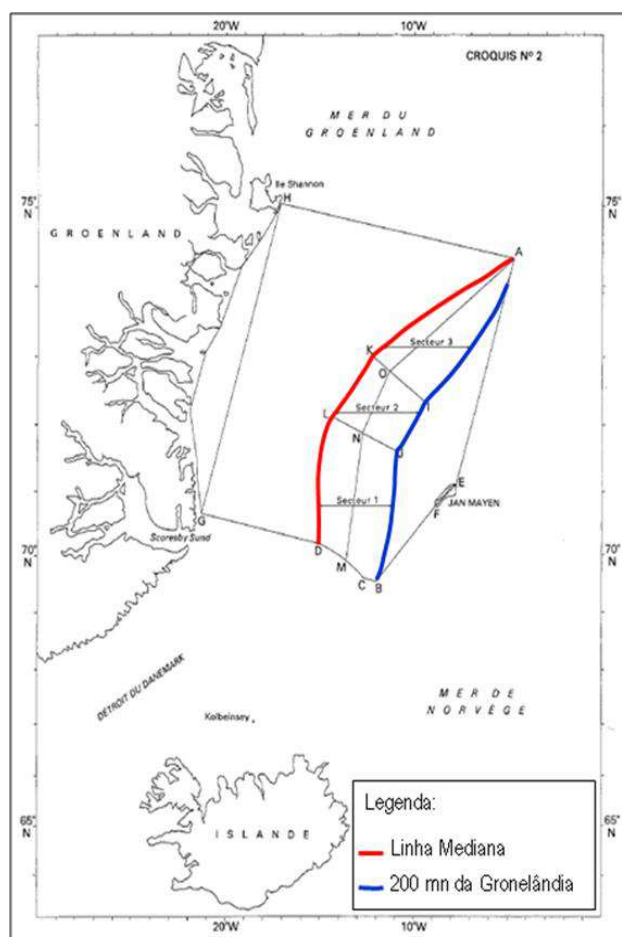 20°W
10°W
CROQUIS Nº 2
MER DU
GROENLAND
Ile Shannon
H
75°
N
75°
N
GROENLAND
A
K
Secteur 3
O
I
L
Secteur 2
N
J
E
F
JAN MAYEN
Secteur 1
G
Scoresby Sund
D
70°
N
70°
N
M
C
B
DÉTROIT DU DANEMARK
MER DE
NORVÈGE
Kolbeinsey
65°
N
65°
N
ISLANDE
Legenda:
Linha Mediana
200 mn da Gronelândia
20°W
10°W